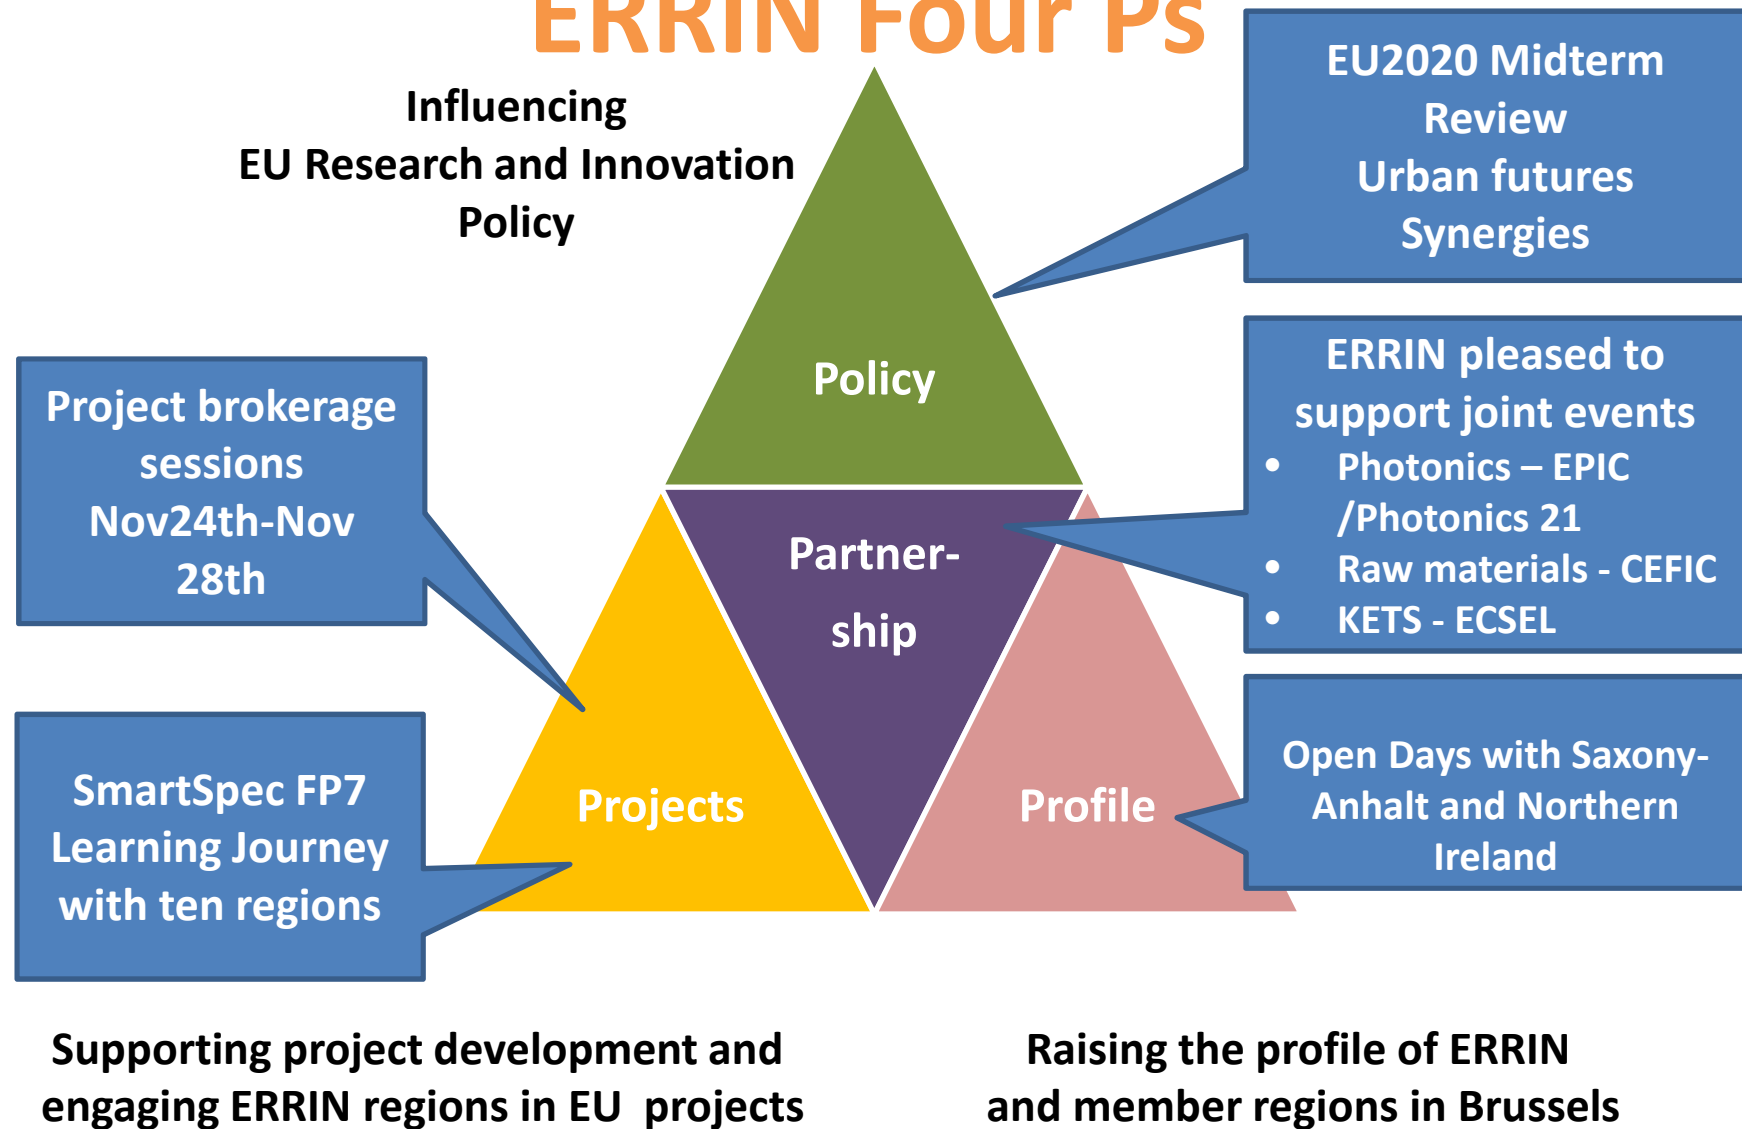 ERRIN Four Ps
Influencing
EU Research and Innovation
Policy
EU2020 Midterm
Review
Urban futures
Synergies
Policy
Project brokerage
sessions
Nov24th-Nov
28th
ERRIN pleased to
support joint events
• Photonics – EPIC
/Photonics 21
• Raw materials - CEFIC
• KETS - ECSEL
Partner-
ship
SmartSpec FP7
Learning Journey
with ten regions
Projects
Profile
Open Days with Saxony-
Anhalt and Northern
Ireland
Supporting project development and
engaging ERRIN regions in EU  projects
Raising the profile of ERRIN
and member regions in Brussels